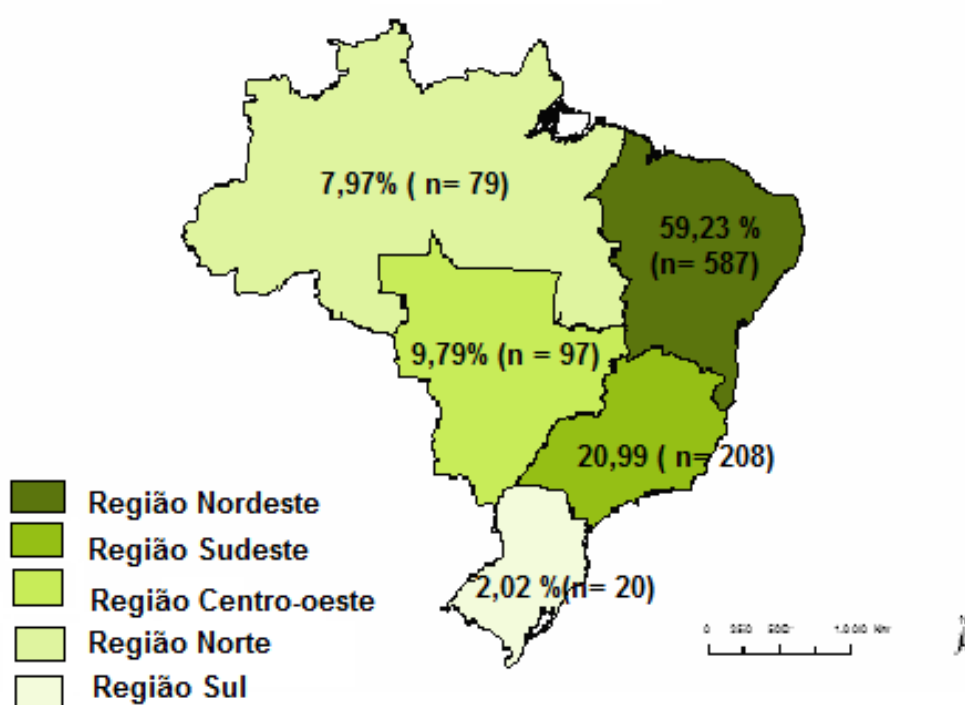 7,97% ( n= 79)
59,23 %
(n= 587)
9,79% (n = 97)
20,99 ( n= 208)
2,02 %(n= 20)
Região Nordeste
Região Sudeste
Região Centro-oeste
Região Norte
Região Sul
0